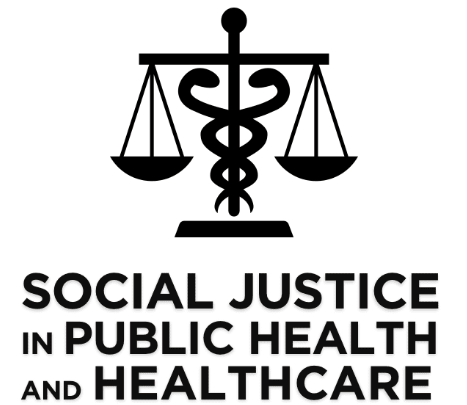 SOCIAL JUSTICE
IN PUBLIC HEALTH
AND HEALTHCARE